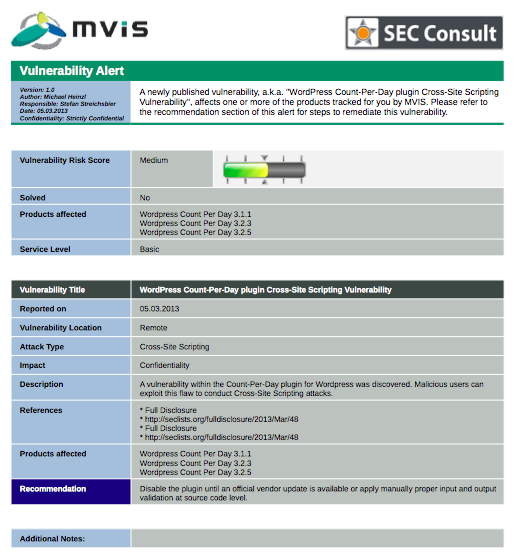 mvis
SEC Consult
Vulnerability Alert
Version: 1.0
Author: Michael Heinzl
Responsible: Stefan Streichsbier
Date: 05.03.2013
Confidentiality: Strictly Confidential
A newly published vulnerability, a.k.a. "WordPress Count-Per-Day plugin Cross-Site Scripting
Vulnerability", affects one or more of the products tracked for you by MVIS. Please refer to
the recommendation section of this alert for steps to remediate this vulnerability.
Vulnerability Risk Score
Medium
Solved
No
Products affected
Wordpress Count Per Day 3.1.1
Wordpress Count Per Day 3.2.3
Wordpress Count Per Day 3.2.5
Service Level
Basic
Vulnerability Title
WordPress Count-Per-Day plugin Cross-Site Scripting Vulnerability
Reported on
05.03.2013
Vulnerability Location
Remote
Attack Type
Cross-Site Scripting
Impact
Confidentiality
Description
A vulnerability within the Count-Per-Day plugin for Wordpress was discovered. Malicious users can
exploit this flaw to conduct Cross-Site Scripting attacks.
References
* Full Disclosure
* http://seclists.org/fulldisclosure/2013/Mar/48
* Full Disclosure
* http://seclists.org/fulldisclosure/2013/Mar/48
Products affected
Wordpress Count Per Day 3.1.1
Wordpress Count Per Day 3.2.3
Wordpress Count Per Day 3.2.5
Recommendation
Disable the plugin until an official vendor update is available or apply manually proper input and output
validation at source code level.
Additional Notes: